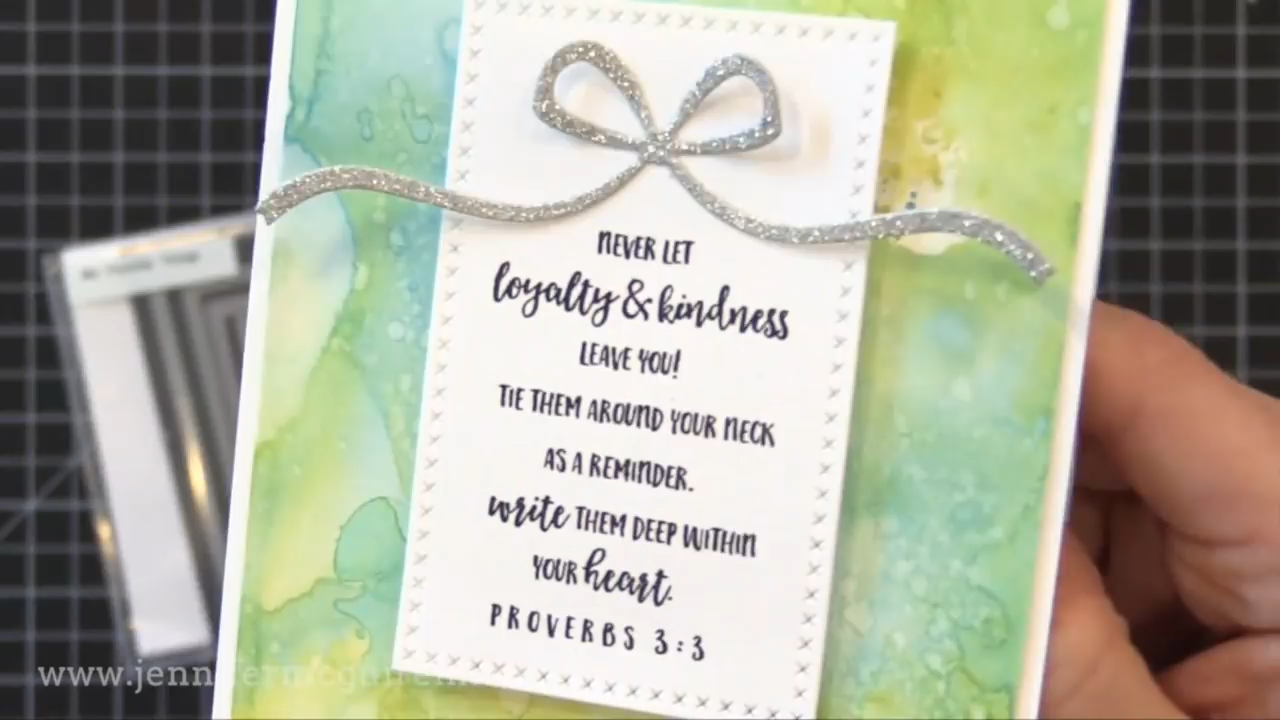 NEVER LET
loyalty & kindness
LEAVE YOU!
TIE THEM AROUND YOUR NECK
AS A REMINDER.
write THEM DEEP WITHIN
YOUR heart.
PROVERBS 3:3